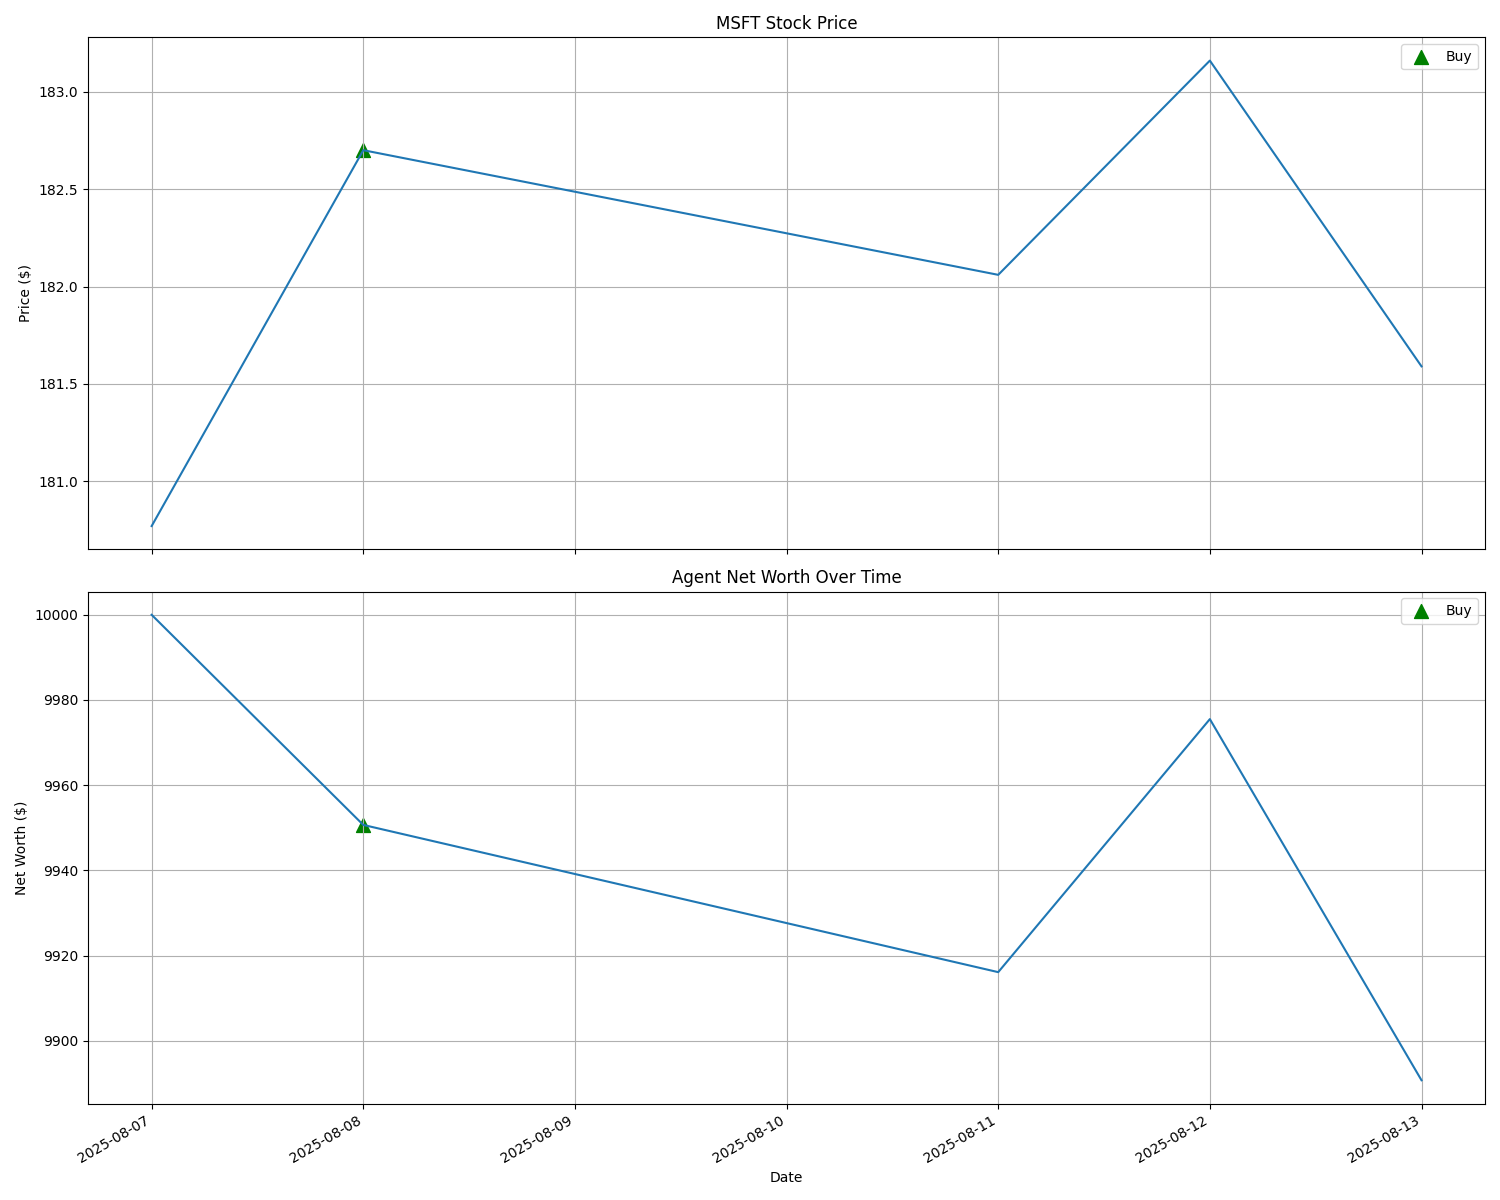 MSFT Stock Price
Buy
183.0
182.5
182.0
181.5
181.0
Price ($)
Agent Net Worth Over Time
Buy
10000
9980
9960
9940
9920
9900
Net Worth ($)
2025-08-07
2025-08-08
2025-08-09
2025-08-10
2025-08-11
2025-08-12
2025-08-13
Date